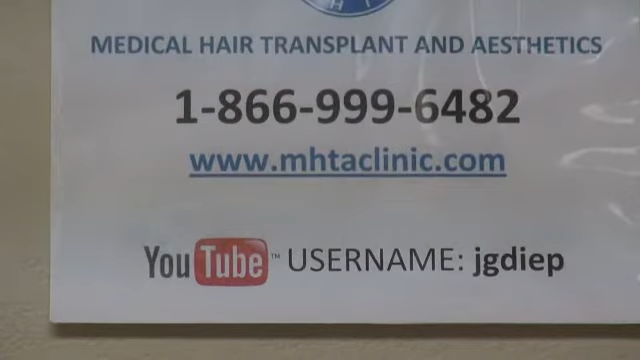 MEDICAL HAIR TRANSPLANT AND AESTHETICS
1-866-999-6482
www.mhtaclinic.com
YouTube™ USERNAME: jgdiep